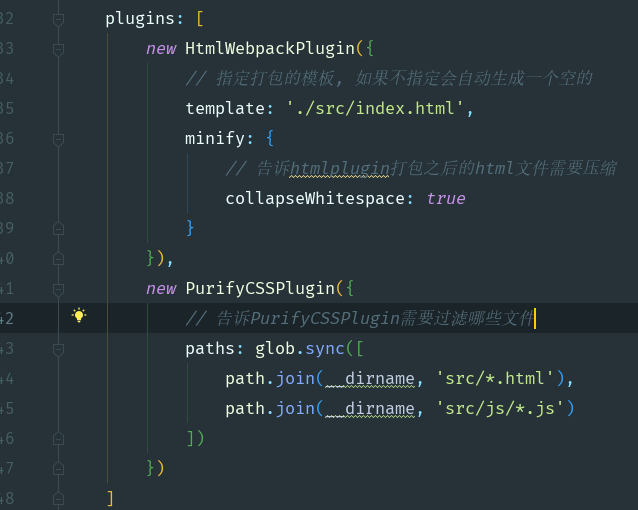 32 plugins: [
33 new HtmlWebpackPlugin({
34 // 指定打包的模板, 如果不指定会自动生成一个空的
35 template: './src/index.html',
36 minify: {
37 // 告诉htmlplugin打包之后的html文件需要压缩
38 collapseWhitespace: true
39 }
40 }),
41 new PurifyCSSPlugin({
42 // 告诉PurifyCSSPlugin需要过滤哪些文件
43 paths: glob.sync([
44 path.join(__dirname, 'src/*.html'),
45 path.join(__dirname, 'src/js/*.js')
46 ])
47 })
48 ]